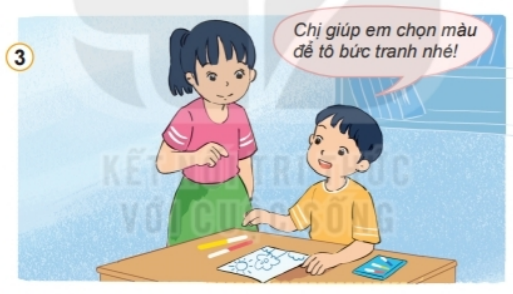 3
Chị giúp em chọn màu
để tô bức tranh nhé!
KẾT NỐI TRI THỨC
VỚI CUỘC SỐNG